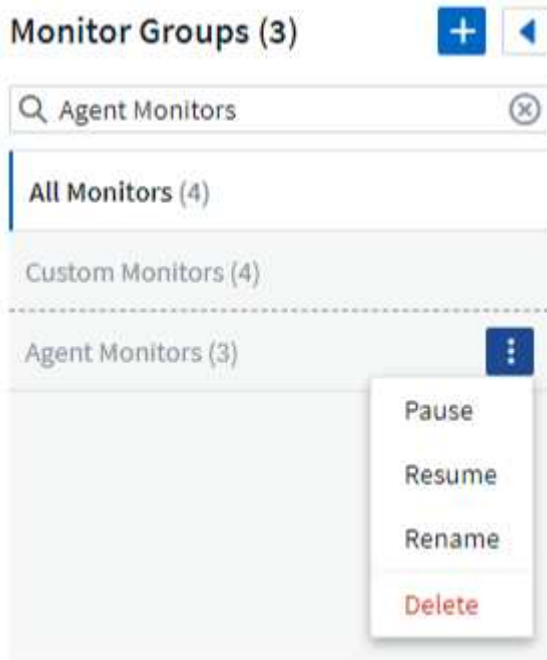 Monitor Groups (3)
Agent Monitors
All Monitors (4)
Custom Monitors (4)
Agent Monitors (3)
Pause
Resume
Rename
Delete